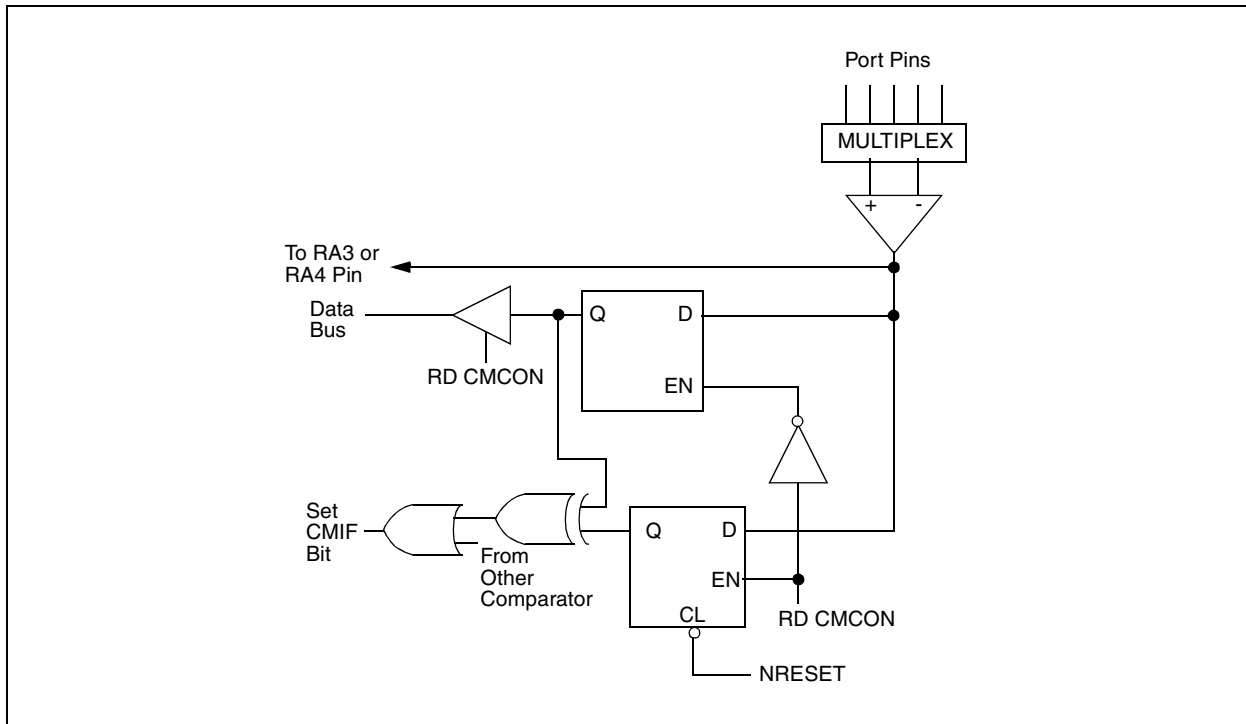 Port Pins
MULTIPLEX
+ -
To RA3 or
RA4 Pin
Data
Bus
RD CMCON
Q D
EN
Set
CMIF
Bit
From
Other
Comparator
Q D
EN
CL
RD CMCON
NRESET